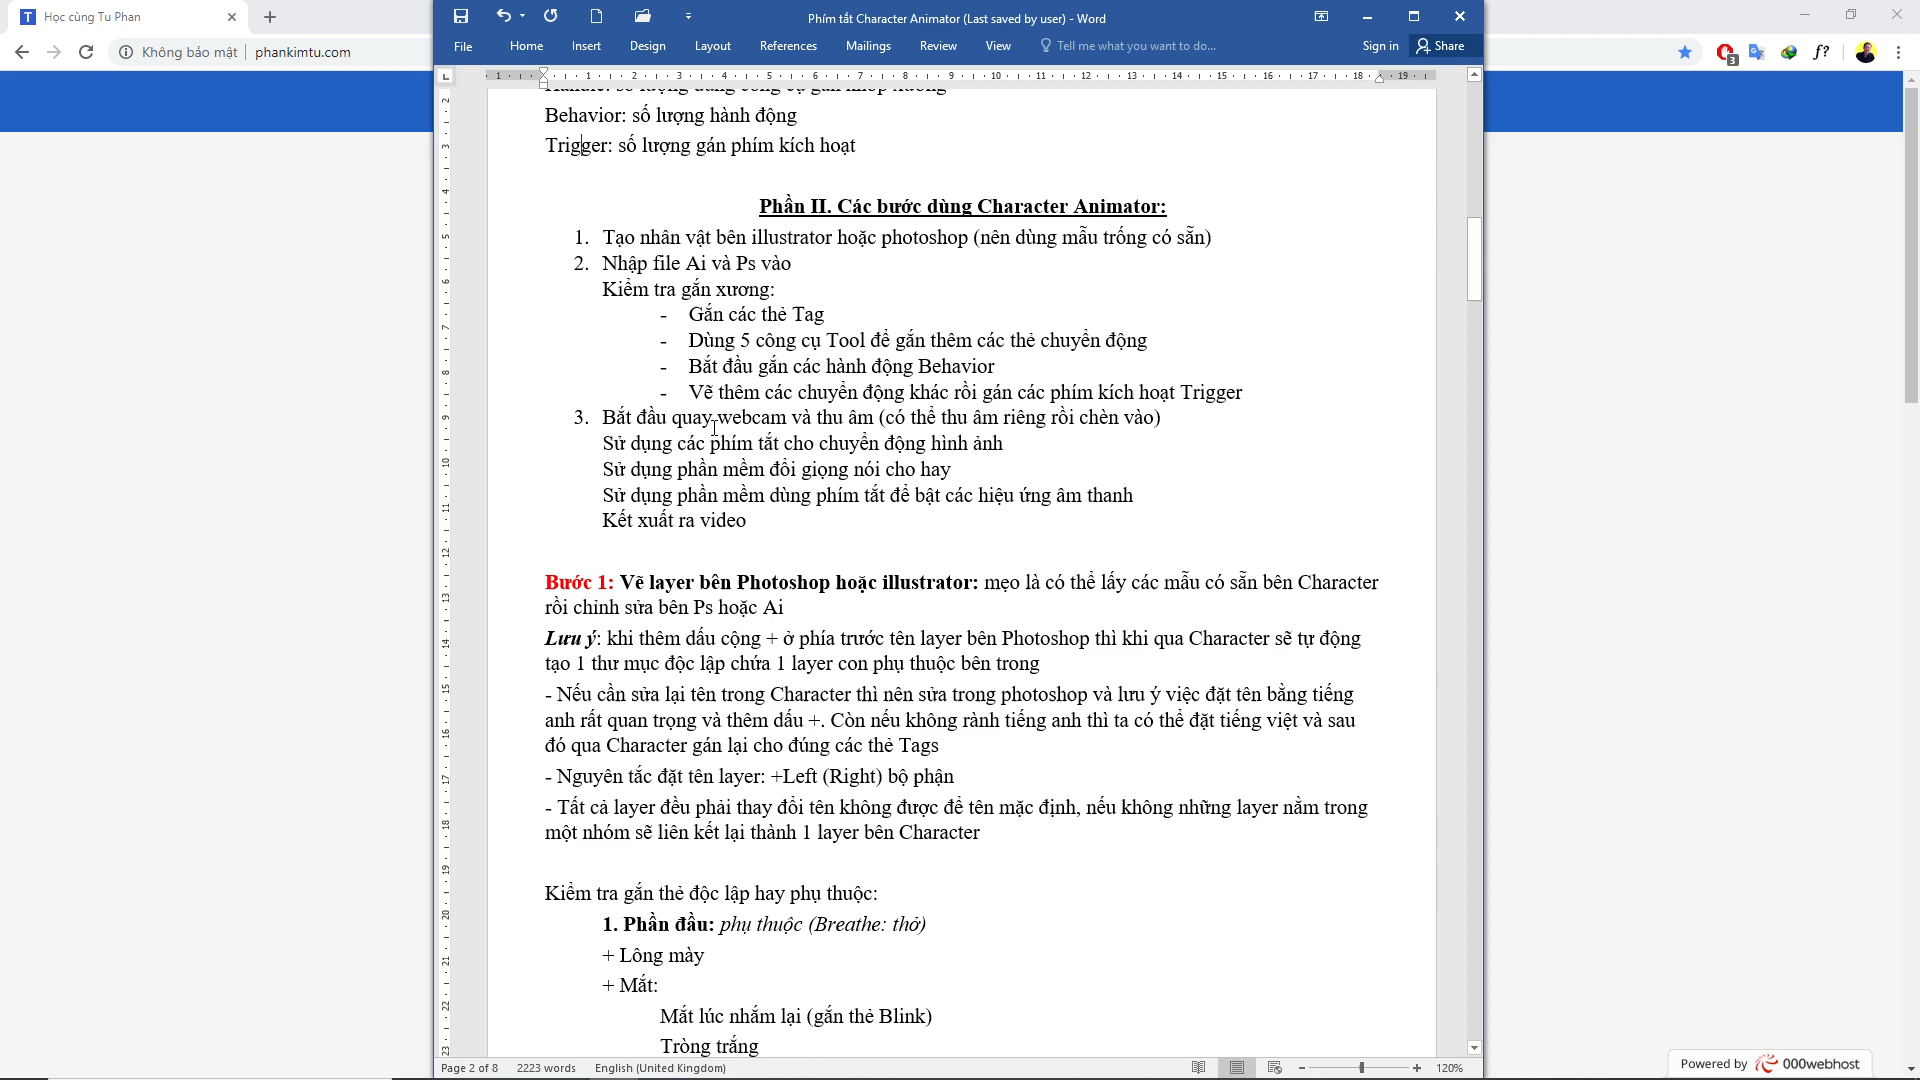 Học cùng Tu Phan
Không bảo mật
phankimtu.com
Phím tắt Character Animator (Last saved by user) - Word
File Home Insert Design Layout References Mailings Review View Tell me what you want to do... Sign in Share
Behavior: số lượng hành động
Trigger: số lượng gán phím kích hoạt
Phần II. Các bước dùng Character Animator:
1. Tạo nhân vật bên illustrator hoặc photoshop (nên dùng mẫu trống có sẵn)
2. Nhập file Ai và Ps vào
Kiểm tra gắn xương:
- Gắn các thẻ Tag
- Dùng 5 công cụ Tool để gắn thêm các thẻ chuyển động
- Bắt đầu gắn các hành động Behavior
- Vẽ thêm các chuyển động khác rồi gán các phím kích hoạt Trigger
3. Bắt đầu quay webcam và thu âm (có thể thu âm riêng rồi chèn vào)
Sử dụng các phím tắt cho chuyển động hình ảnh
Sử dụng phần mềm đổi giọng nói cho hay
Sử dụng phần mềm dùng phím tắt để bật các hiệu ứng âm thanh
Kết xuất ra video
Bước 1: Vẽ layer bên Photoshop hoặc illustrator: mẹo là có thể lấy các mẫu có sẵn bên Character
rồi chỉnh sửa bên Ps hoặc Ai
Lưu ý: khi thêm dấu cộng + ở phía trước tên layer bên Photoshop thì khi qua Character sẽ tự động
tạo 1 thư mục độc lập chứa 1 layer con phụ thuộc bên trong
- Nếu cần sửa lại tên trong Character thì nên sửa trong photoshop và lưu ý việc đặt tên bằng tiếng
anh rất quan trọng và thêm dấu +. Còn nếu không rành tiếng anh thì ta có thể đặt tiếng việt và sau
đó qua Character gán lại cho đúng các thẻ Tags
- Nguyên tắc đặt tên layer: +Left (Right) bộ phận
- Tất cả layer đều phải thay đổi tên không được để tên mặc định, nếu không những layer nằm trong
một nhóm sẽ liên kết lại thành 1 layer bên Character
Kiểm tra gắn thẻ độc lập hay phụ thuộc:
1. Phần đầu: phụ thuộc (Breathe: thở)
+ Lông mày
+ Mắt:
Mắt lúc nhắm lại (gắn thẻ Blink)
Tròng trắng
Page 2 of 8 2223 words English (United Kingdom) 120%
Powered by 000webhost